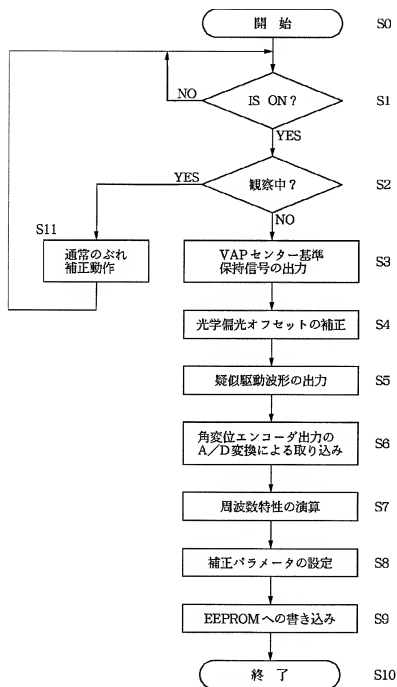 開 始
S0
IS ON？
S1
NO
YES
観察中？
S2
YES
NO
S11
通常のぶれ
補正動作
VAPセンター基準
保持信号の出力
S3
光学偏光オフセットの補正
S4
疑似駆動波形の出力
S5
角変位エンコーダ出力の
A／D変換による取り込み
S6
周波数特性の演算
S7
補正パラメータの設定
S8
EEPROMへの書き込み
S9
終 了
S10